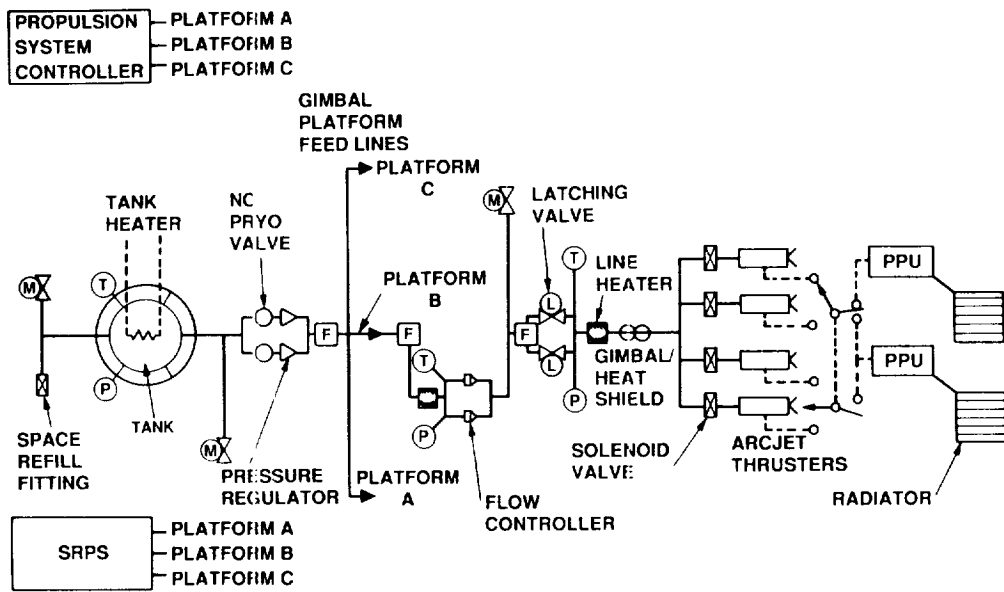 PROPULSION
SYSTEM
CONTROLLER
PLATFORM A
PLATFORM B
PLATFORM C
GIMBAL
PLATFORM
FEED LINES
PLATFORM
C
TANK
HEATER
NC
PRYO
VALVE
M
LATCHING
VALVE
LINE
HEATER
PPU
M
T
PLATFORM
B
T
L
F
F
F
T
L
PPU
P
TANK
M
P
P
GIMBAL/
HEAT
SHIELD
SPACE
REFILL
FITTING
PRESSURE
REGULATOR
PLATFORM
A
FLOW
CONTROLLER
SOLENOID
VALVE
ARCJET
THRUSTERS
RADIATOR
SRPS
PLATFORM A
PLATFORM B
PLATFORM C